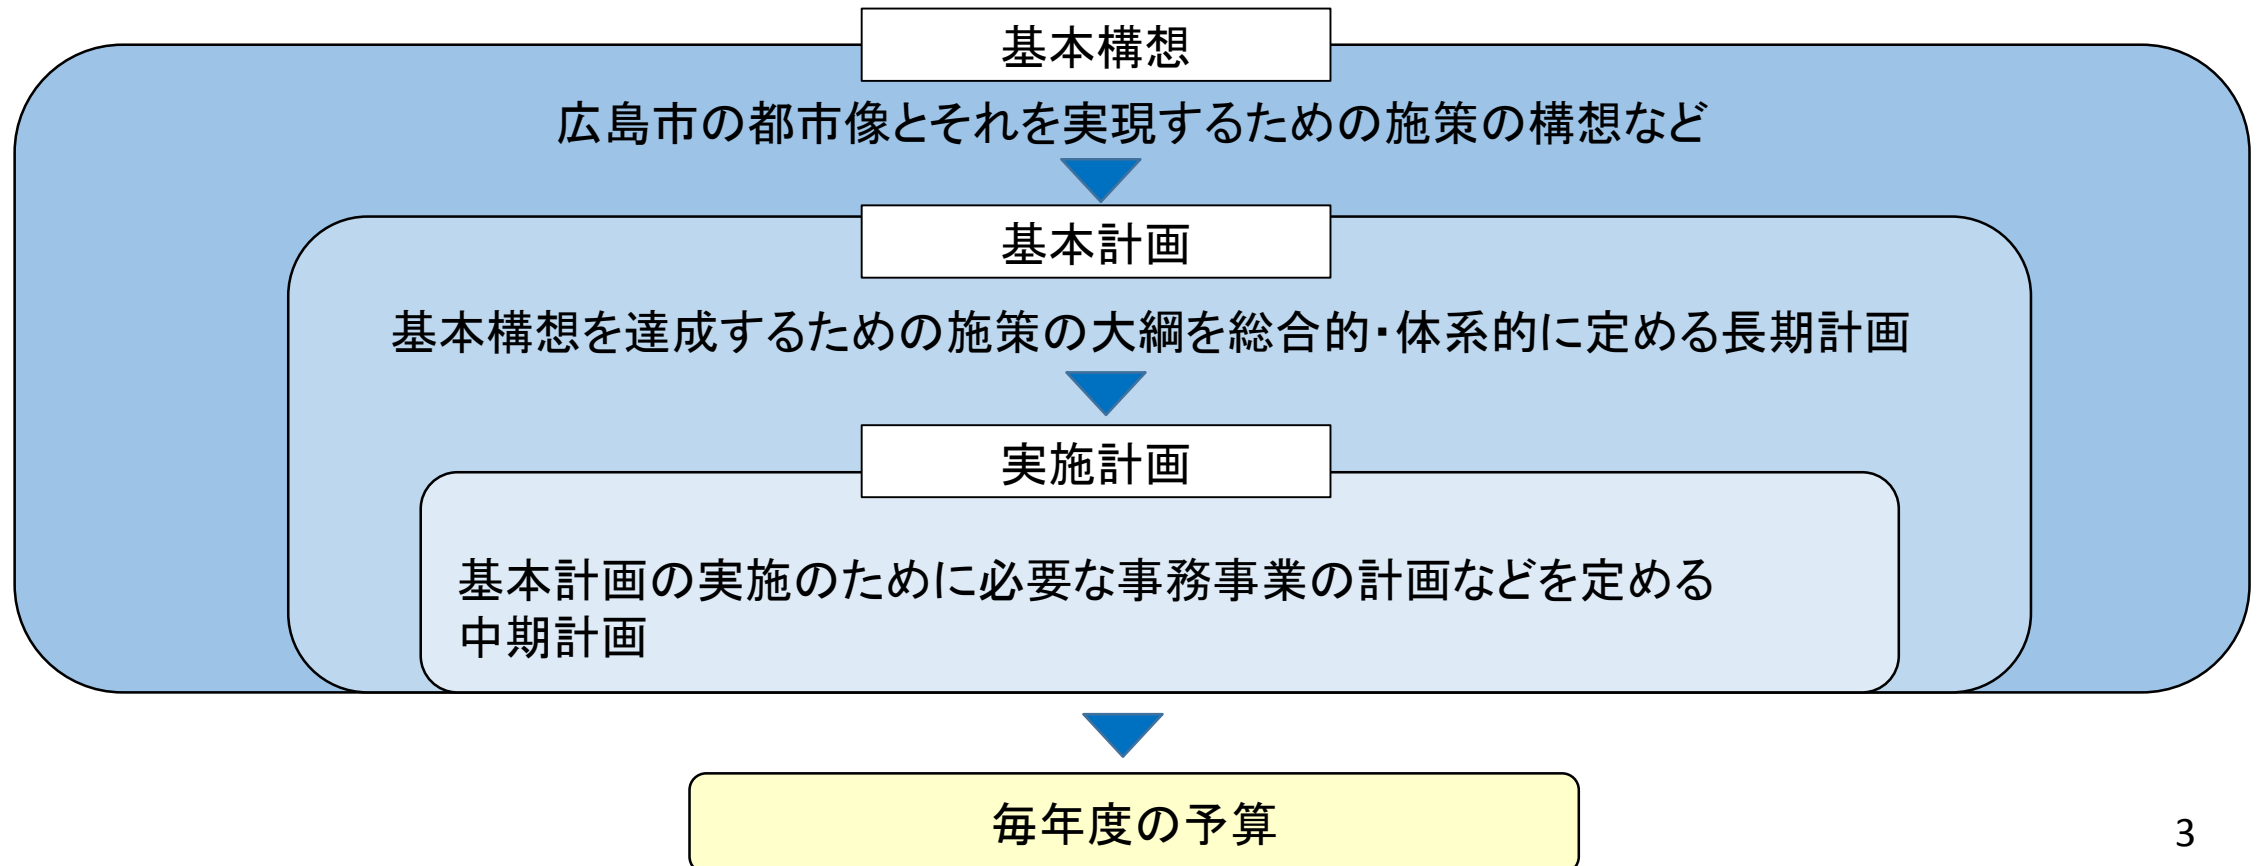 基本構想
広島市の都市像とそれを実現するための施策の構想など
基本計画
基本構想を達成するための施策の大綱を総合的・体系的に定める長期計画
実施計画
基本計画の実施のために必要な事務事業の計画などを定める
中期計画
毎年度の予算
3